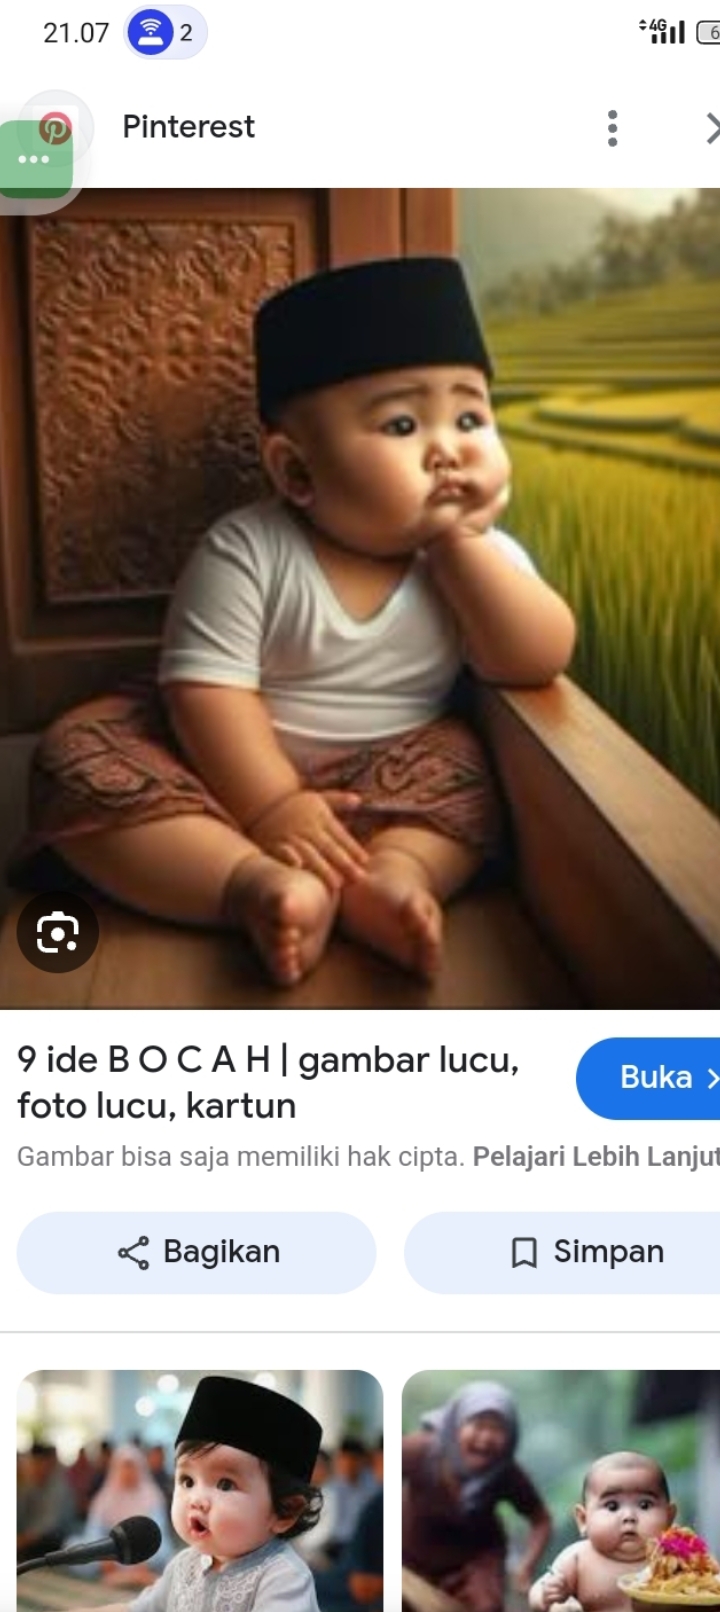 21.07 2 4G 6
Pinterest
9 ide B O C A H | gambar lucu,
foto lucu, kartun
Buka
Gambar bisa saja memiliki hak cipta. Pelajari Lebih Lanjut
Bagikan
Simpan